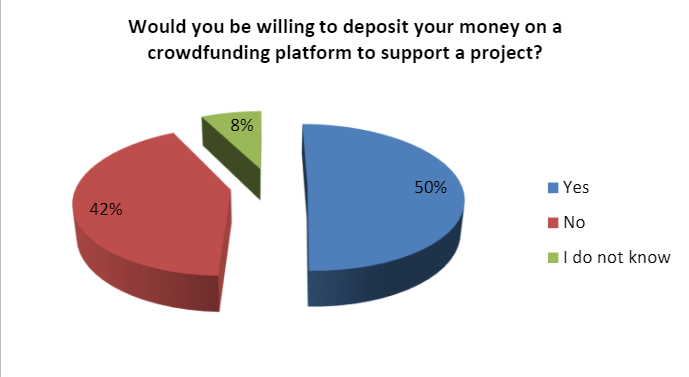 Would you be willing to deposit your money on a
crowdfunding platform to support a project?
8%
50%
42%
Yes
No
I do not know